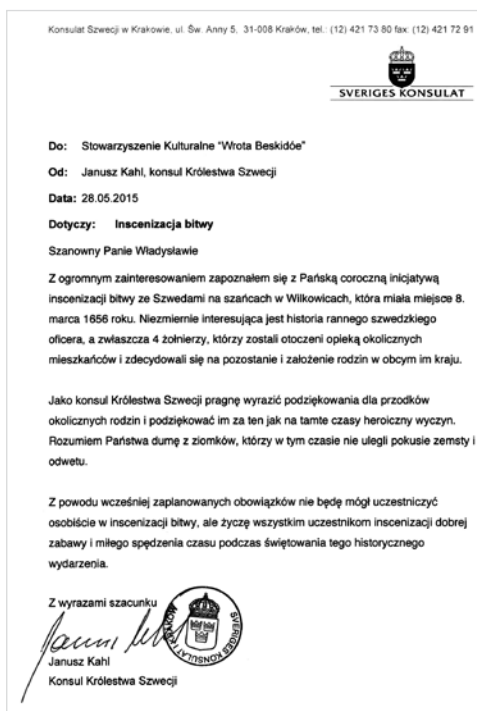 Konsulat Szwecji w Krakowie, ul. Św. Anny 5, 31-008 Kraków, tel.: (12) 421 73 80 fax: (12) 421 72 91
SVERIGES KONSULAT
Do: Stowarzyszenie Kulturalne “Wrota Beskidóe”
Od: Janusz Kahl, konsul Królestwa Szwecji
Data: 28.05.2015
Dotyczy: Inscenizacja bitwy
Szanowny Panie Władysławie
Z ogromnym zainteresowaniem zapoznałem się z Pańską coroczną inicjatywą
inscenizacji bitwy ze Szwedami na szańcach w Wilkowicach, która miała miejsce 8.
marca 1656 roku. Niezmiernie interesująca jest historia rannego szwedzkiego
oficera, a zwłaszcza 4 żołnierzy, którzy zostali otoczeni opieką okolicznych
mieszkańców i zdecydowali się na pozostanie i założenie rodzin w obcym im kraju.
Jako konsul Królestwa Szwecji pragnę wyrazić podziękowania dla przodków
okolicznych rodzin i podziękować im za ten jak na tamte czasy heroiczny wyczyn.
Rozumiem Państwa dumę z ziomków, którzy w tym czasie nie ulegli pokusie zemsty i
odwetu.
Z powodu wcześniej zaplanowanych obowiązków nie będę mógł uczestniczyć
osobiście w inscenizacji bitwy, ale życzę wszystkim uczestnikom inscenizacji dobrej
zabawy i miłego spędzenia czasu podczas świętowania tego historycznego
wydarzenia.
Z wyrazami szacunku
SVERIGES KONSULAT I KRAKOW
Janusz Kahl
Konsul Królestwa Szwecji